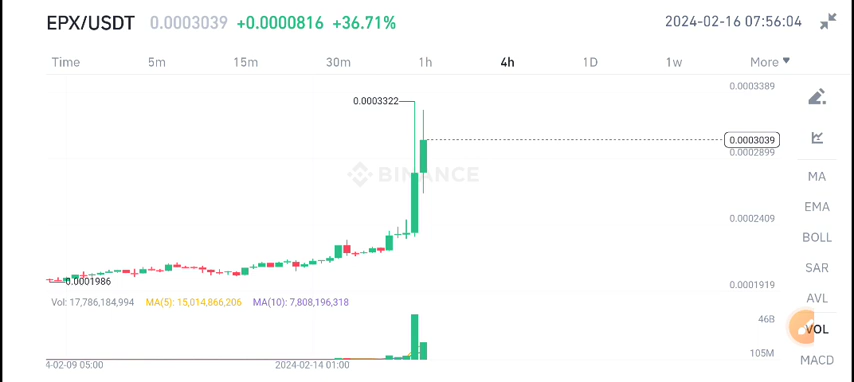 EPX/USDT 0.0003039 +0.0000816 +36.71% 2024-02-16 07:56:04
Time 5m 15m 30m 1h 4h 1D 1w More
0.0003389
0.0003322
0.0003039
0.0002899
BINANCE
MA
EMA
0.0002409
BOLL
SAR
0.0001986
0.0001919
AVL
Vol: 17,786,184,994 MA(5): 15,014,866,206 MA(10): 7,808,196,318
46B
VOL
105M
MACD
4-02-09 05:00 2024-02-14 01:00